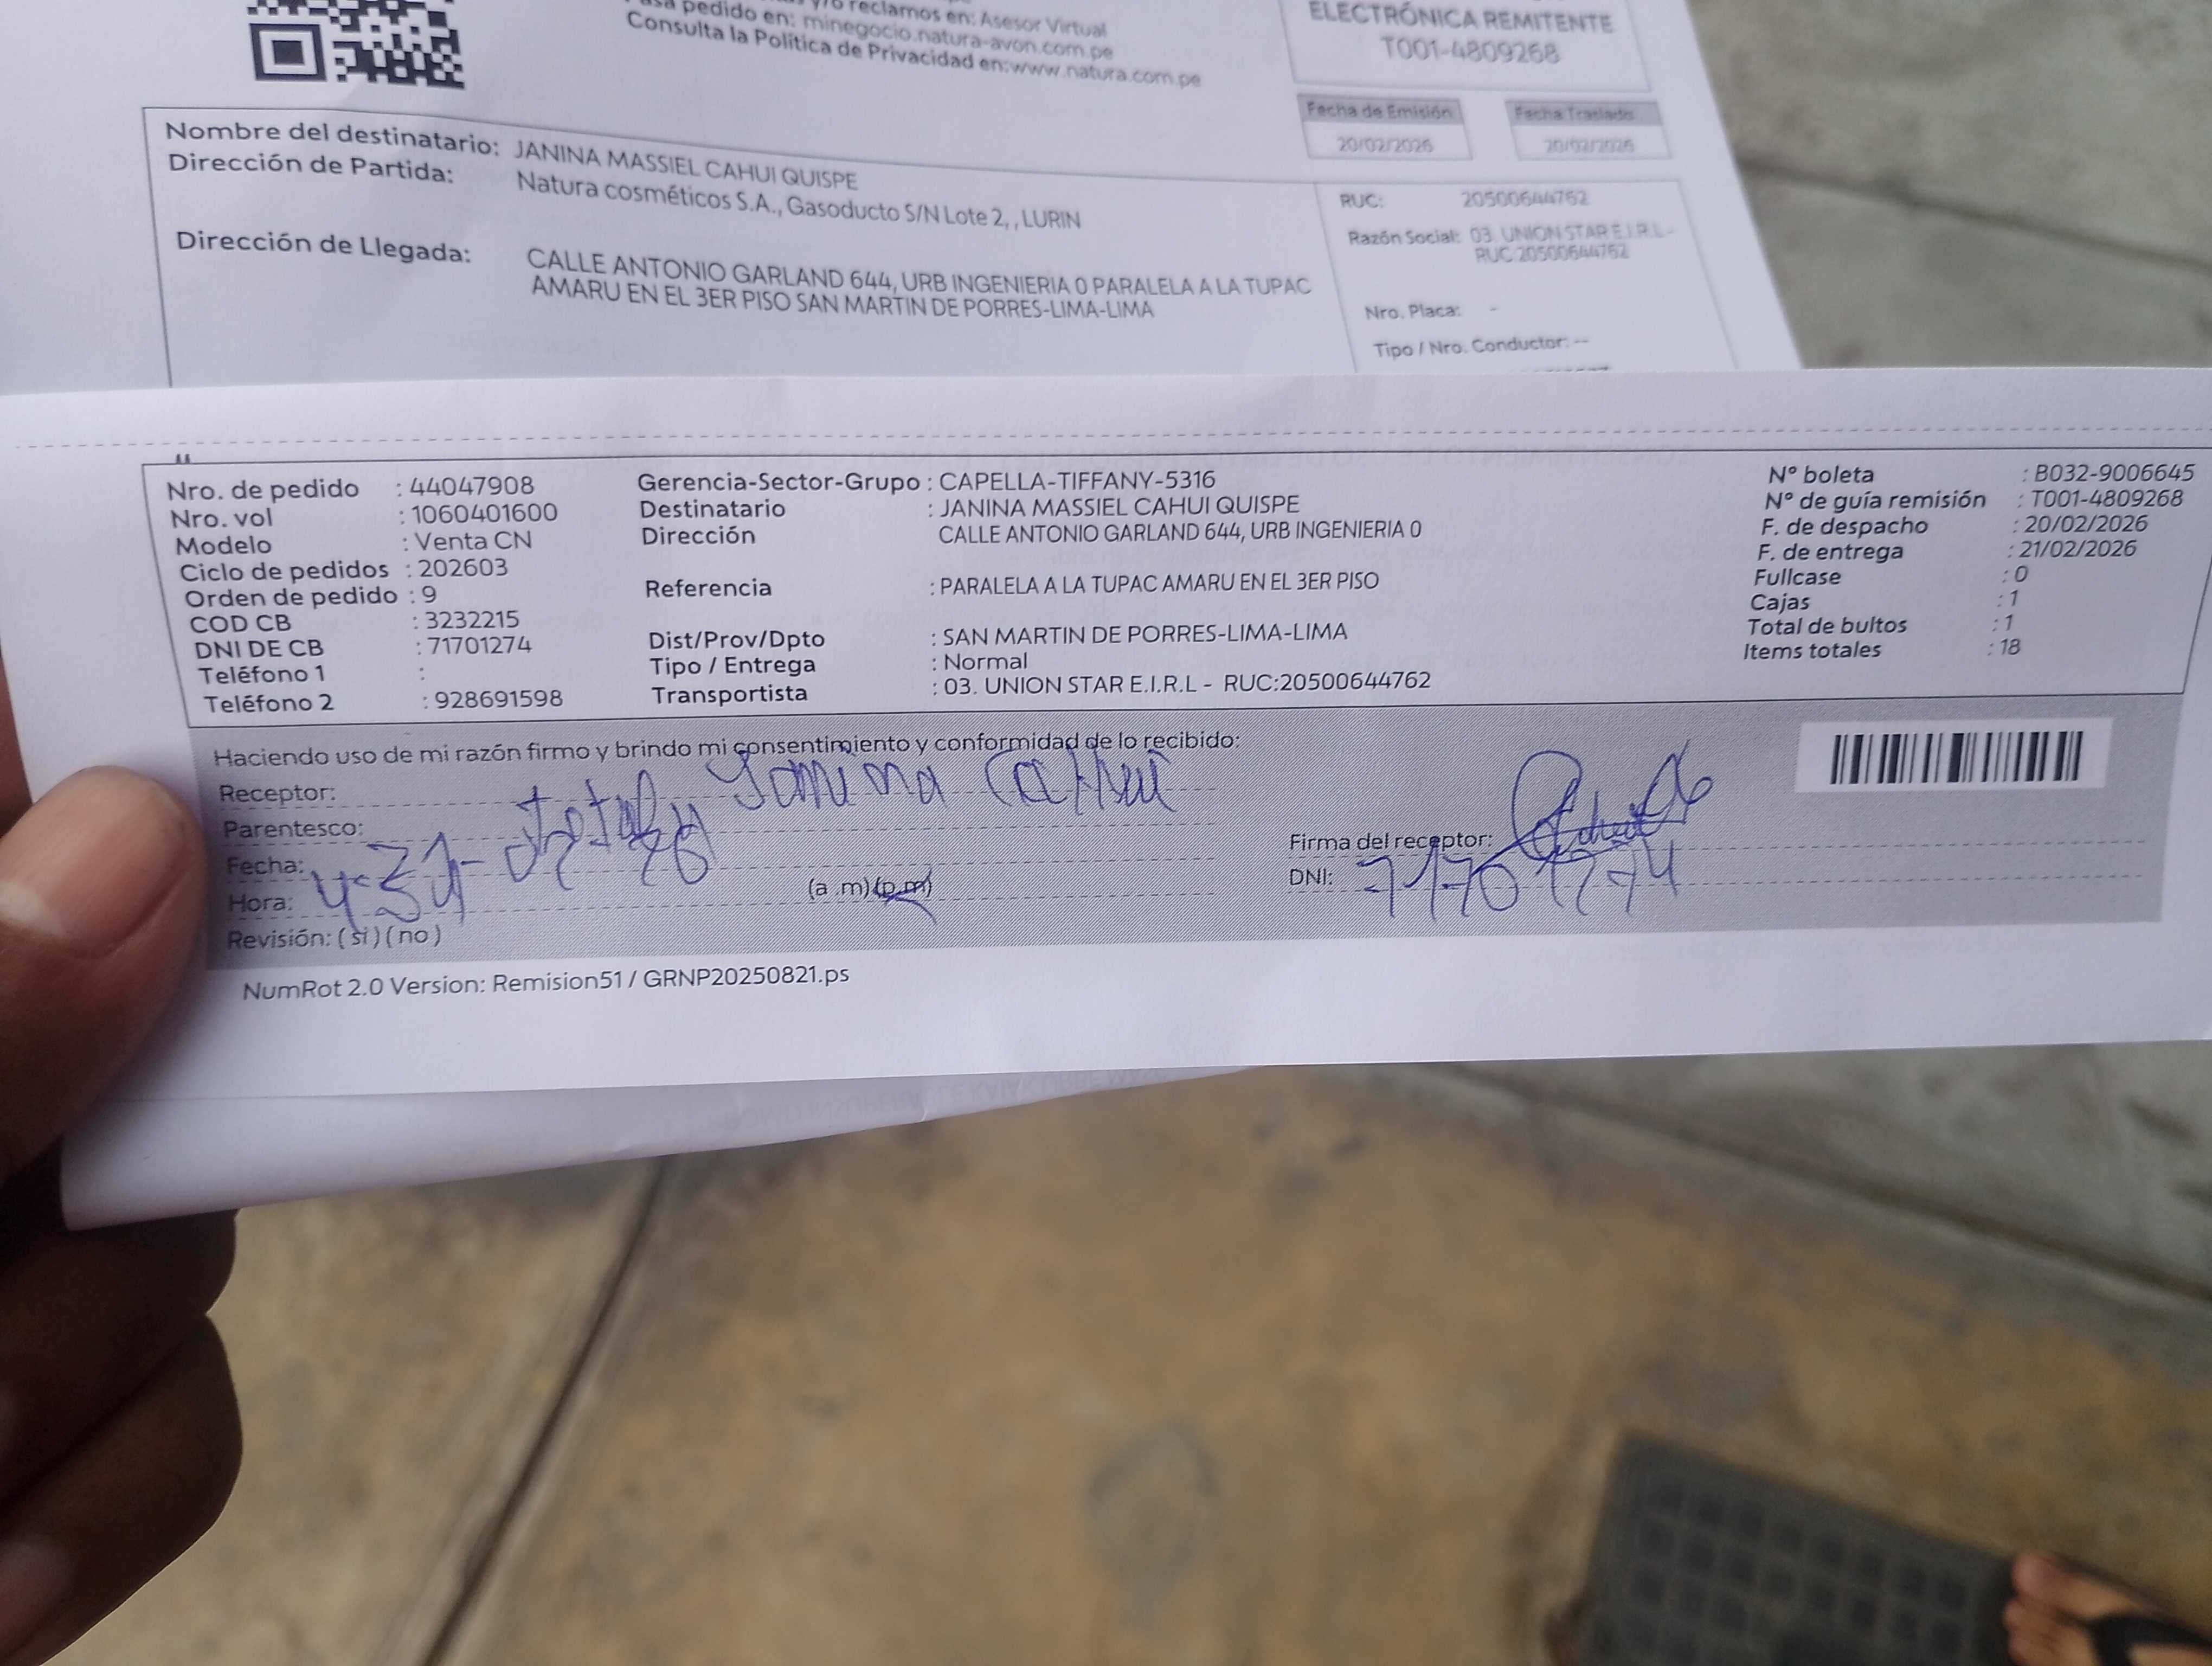 y/o reclamos en: Asesor Virtual
pedido en: minegocio.natura-avon.com.pe
Consulta la Política de Privacidad en:www.natura.com.pe
ELECTRÓNICA REMITENTE
T001-4809268
Fecha de Emisión
20/02/2026
Fecha Traslado
20/02/2026
Nombre del destinatario: JANINA MASSIEL CAHUI QUISPE
Dirección de Partida: Natura cosméticos S.A., Gasoducto S/N Lote 2, , LURIN
Dirección de Llegada: CALLE ANTONIO GARLAND 644, URB INGENIERIA 0 PARALELA A LA TUPAC
AMARU EN EL 3ER PISO SAN MARTIN DE PORRES-LIMA-LIMA
RUC: 20500644762
Razón Social: 03. UNION STAR E.I.R.L -
RUC:20500644762
Nro. Placa: -
Tipo / Nro. Conductor: --
Nro. de pedido : 44047908
Nro. vol : 1060401600
Modelo : Venta CN
Ciclo de pedidos : 202603
Orden de pedido : 9
COD CB : 3232215
DNI DE CB : 71701274
Teléfono 1 :
Teléfono 2 : 928691598
Gerencia-Sector-Grupo : CAPELLA-TIFFANY-5316
Destinatario : JANINA MASSIEL CAHUI QUISPE
Dirección CALLE ANTONIO GARLAND 644, URB INGENIERIA 0
Referencia : PARALELA A LA TUPAC AMARU EN EL 3ER PISO
Dist/Prov/Dpto : SAN MARTIN DE PORRES-LIMA-LIMA
Tipo / Entrega : Normal
Transportista : 03. UNION STAR E.I.R.L - RUC:20500644762
N° boleta : B032-9006645
N° de guía remisión : T001-4809268
F. de despacho : 20/02/2026
F. de entrega : 21/02/2026
Fullcase : 0
Cajas : 1
Total de bultos : 1
Items totales : 18
Haciendo uso de mi razón firmo y brindo mi consentimiento y conformidad de lo recibido:
Receptor: Janina Cahui
Parentesco:
Fecha:
Hora: (a .m) (p.m)
Revisión: ( si ) ( no )
Firma del receptor:
DNI: 71701274
NumRot 2.0 Version: Remision51 / GRNP20250821.ps